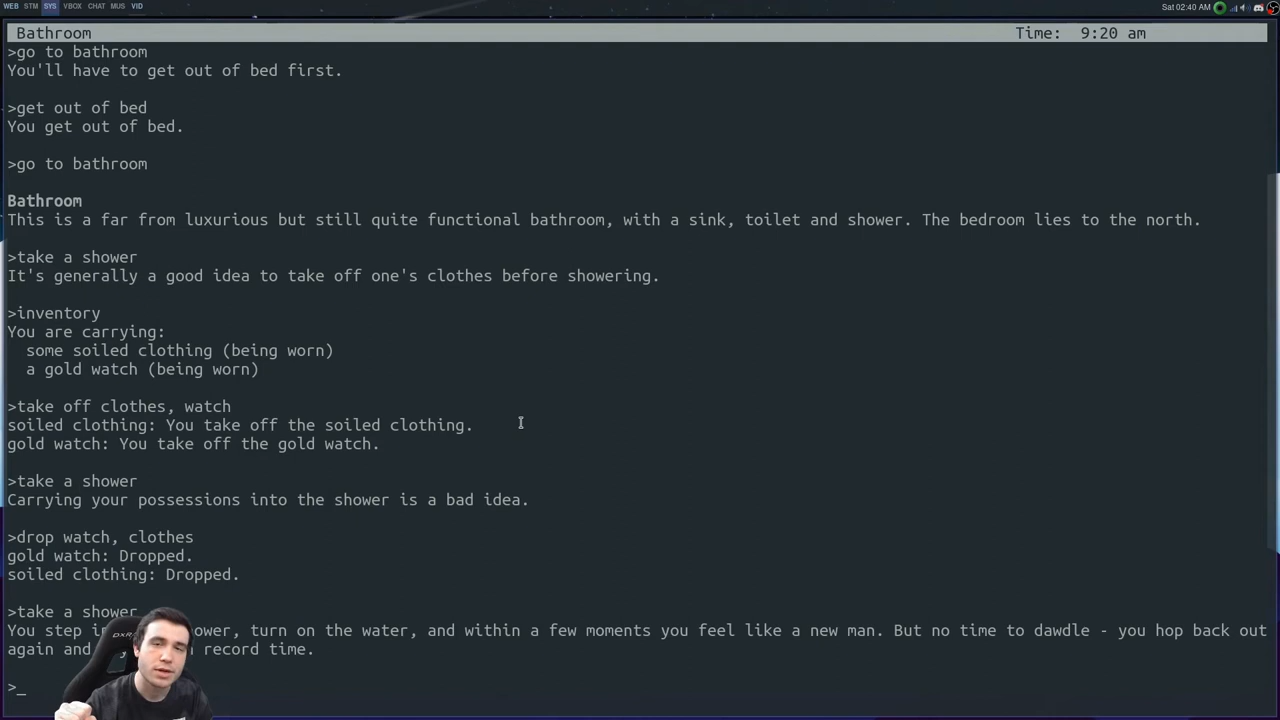 WEB STM SYS VBOX CHAT MUS VID
Sat 02:40 AM
Bathroom Time: 9:20 am
>go to bathroom
You'll have to get out of bed first.
>get out of bed
You get out of bed.
>go to bathroom
Bathroom
This is a far from luxurious but still quite functional bathroom, with a sink, toilet and shower. The bedroom lies to the north.
>take a shower
It's generally a good idea to take off one's clothes before showering.
>inventory
You are carrying:
some soiled clothing (being worn)
a gold watch (being worn)
>take off clothes, watch
soiled clothing: You take off the soiled clothing.
gold watch: You take off the gold watch.
>take a shower
Carrying your possessions into the shower is a bad idea.
>drop watch, clothes
gold watch: Dropped.
soiled clothing: Dropped.
>take a shower
You step in ower, turn on the water, and within a few moments you feel like a new man. But no time to dawdle - you hop back out
again and record time.
>_